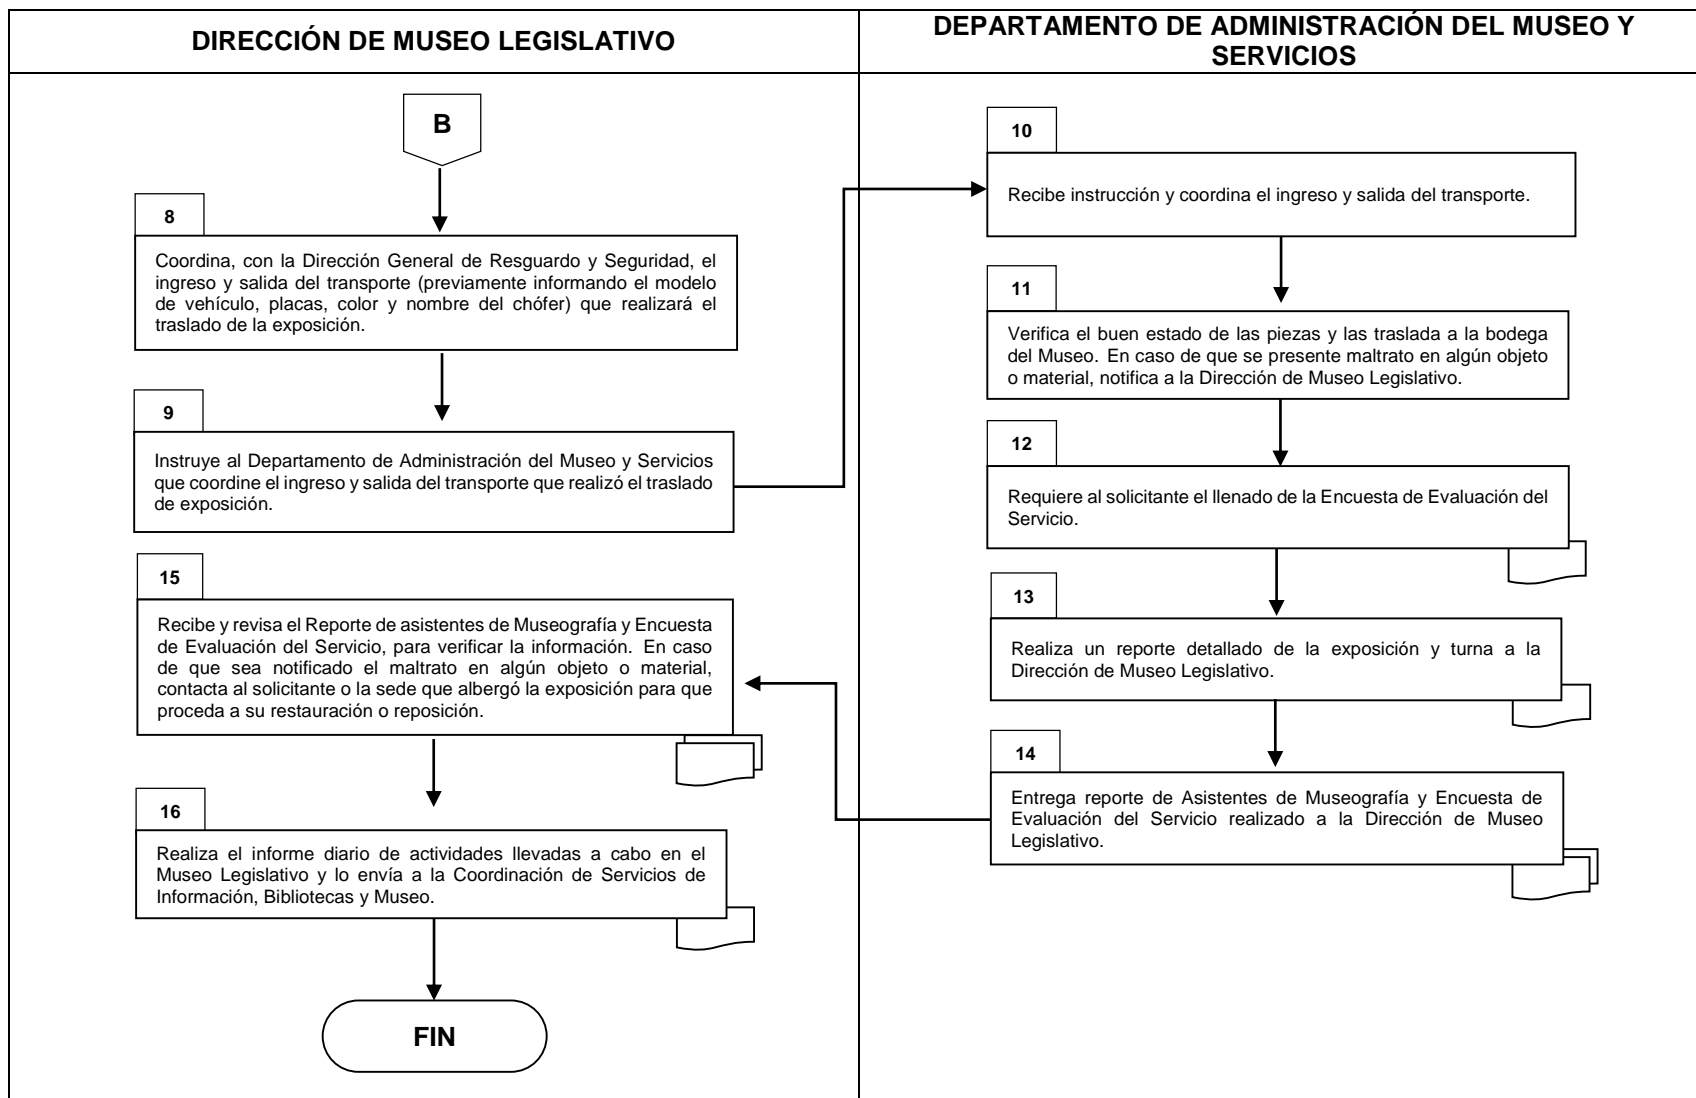 DIRECCIÓN DE MUSEO LEGISLATIVO
DEPARTAMENTO DE ADMINISTRACIÓN DEL MUSEO Y
SERVICIOS
B
8
Coordina, con la Dirección General de Resguardo y Seguridad, el
ingreso y salida del transporte (previamente informando el modelo
de vehículo, placas, color y nombre del chófer) que realizará el
traslado de la exposición.
9
Instruye al Departamento de Administración del Museo y Servicios
que coordine el ingreso y salida del transporte que realizó el traslado
de exposición.
10
Recibe instrucción y coordina el ingreso y salida del transporte.
11
Verifica el buen estado de las piezas y las traslada a la bodega
del Museo. En caso de que se presente maltrato en algún objeto
o material, notifica a la Dirección de Museo Legislativo.
12
Requiere al solicitante el llenado de la Encuesta de Evaluación del
Servicio.
13
Realiza un reporte detallado de la exposición y turna a la
Dirección de Museo Legislativo.
14
Entrega reporte de Asistentes de Museografía y Encuesta de
Evaluación del Servicio realizado a la Dirección de Museo
Legislativo.
15
Recibe y revisa el Reporte de asistentes de Museografía y Encuesta
de Evaluación del Servicio, para verificar la información. En caso
de que sea notificado el maltrato en algún objeto o material,
contacta al solicitante o la sede que albergó la exposición para que
proceda a su restauración o reposición.
16
Realiza el informe diario de actividades llevadas a cabo en el
Museo Legislativo y lo envía a la Coordinación de Servicios de
Información, Bibliotecas y Museo.
FIN